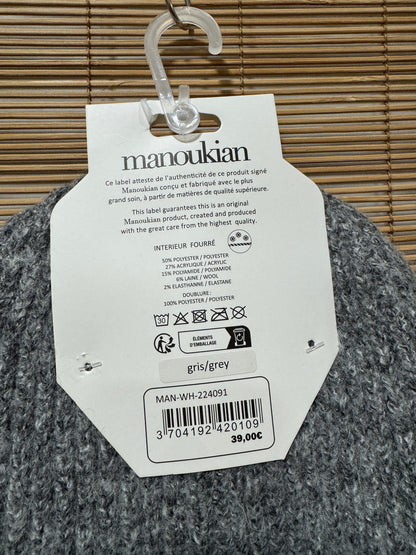 manoukian
Ce label atteste de l'authenticité de ce produit signé
Manoukian conçu et fabriqué avec le plus
grand soin, à partir de matières de qualité supérieure.
This label guarantees this is an original
Manoukian product, created and produced
with the great care from the highest quality.
INTERIEUR FOURRÉ
50% POLYESTER / POLYESTER
27% ACRYLIQUE / ACRYLIC
15% POLYAMIDE / POLYAMIDE
6% LAINE / WOOL
2% ELASTHANNE / ELASTANE
DOUBLURE :
100% POLYESTER / POLYESTER
30
ÉLÉMENTS
D'EMBALLAGE
gris/grey
MAN-WH-224091
3 704192 420109
39,00€